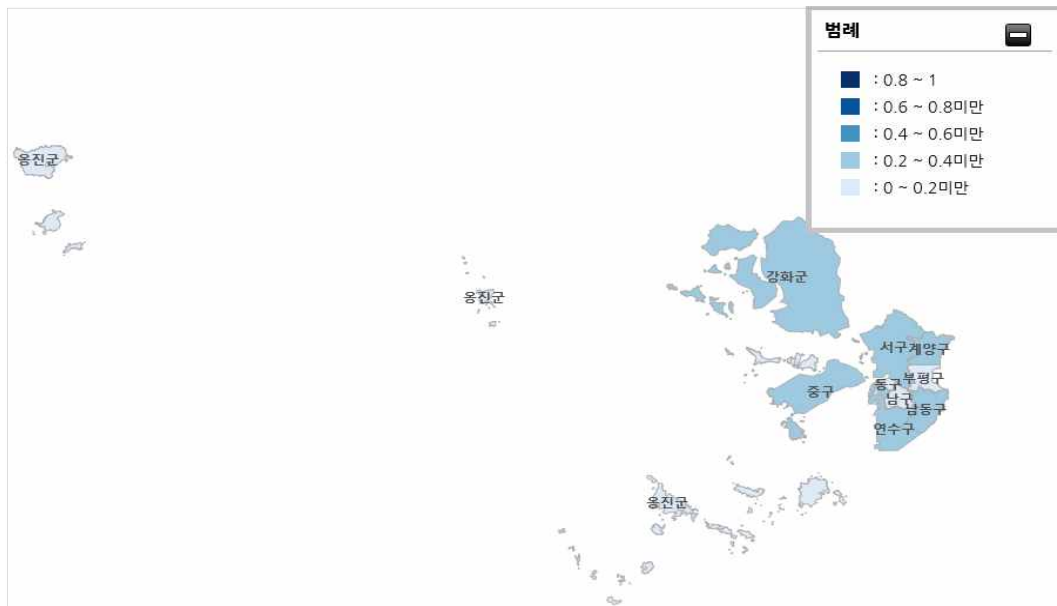 범례
: 0.8 ~ 1
: 0.6 ~ 0.8미만
: 0.4 ~ 0.6미만
: 0.2 ~ 0.4미만
: 0 ~ 0.2미만
옹진군
강화군
옹진군
서구
계양구
부평구
동구
중구
남구
남동구
연수구
옹진군